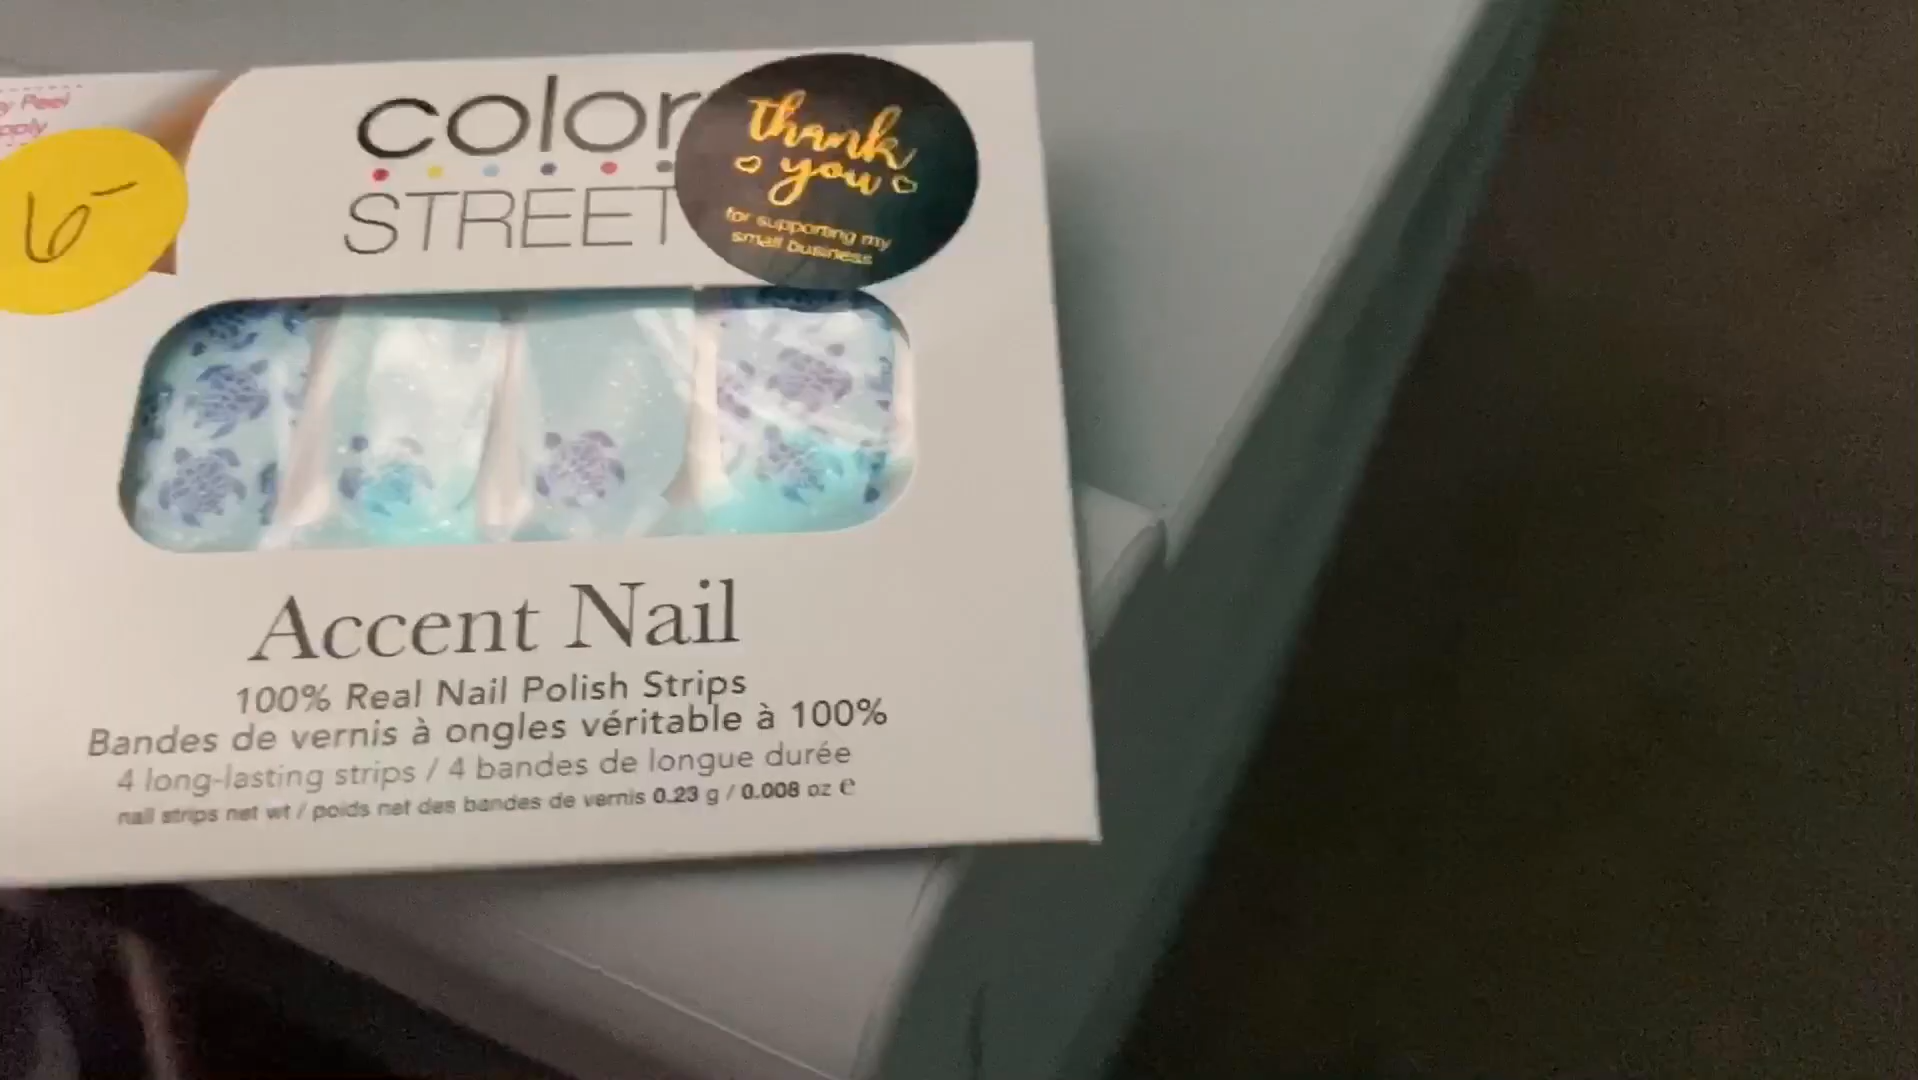 y Peel
pply
6-
color
STREET
thank
you
for supporting my
small business
Accent Nail
100% Real Nail Polish Strips
Bandes de vernis à ongles véritable à 100%
4 long-lasting strips / 4 bandes de longue durée
nail strips net wt / poids net des bandes de vernis 0.23 g / 0.008 oz ℮